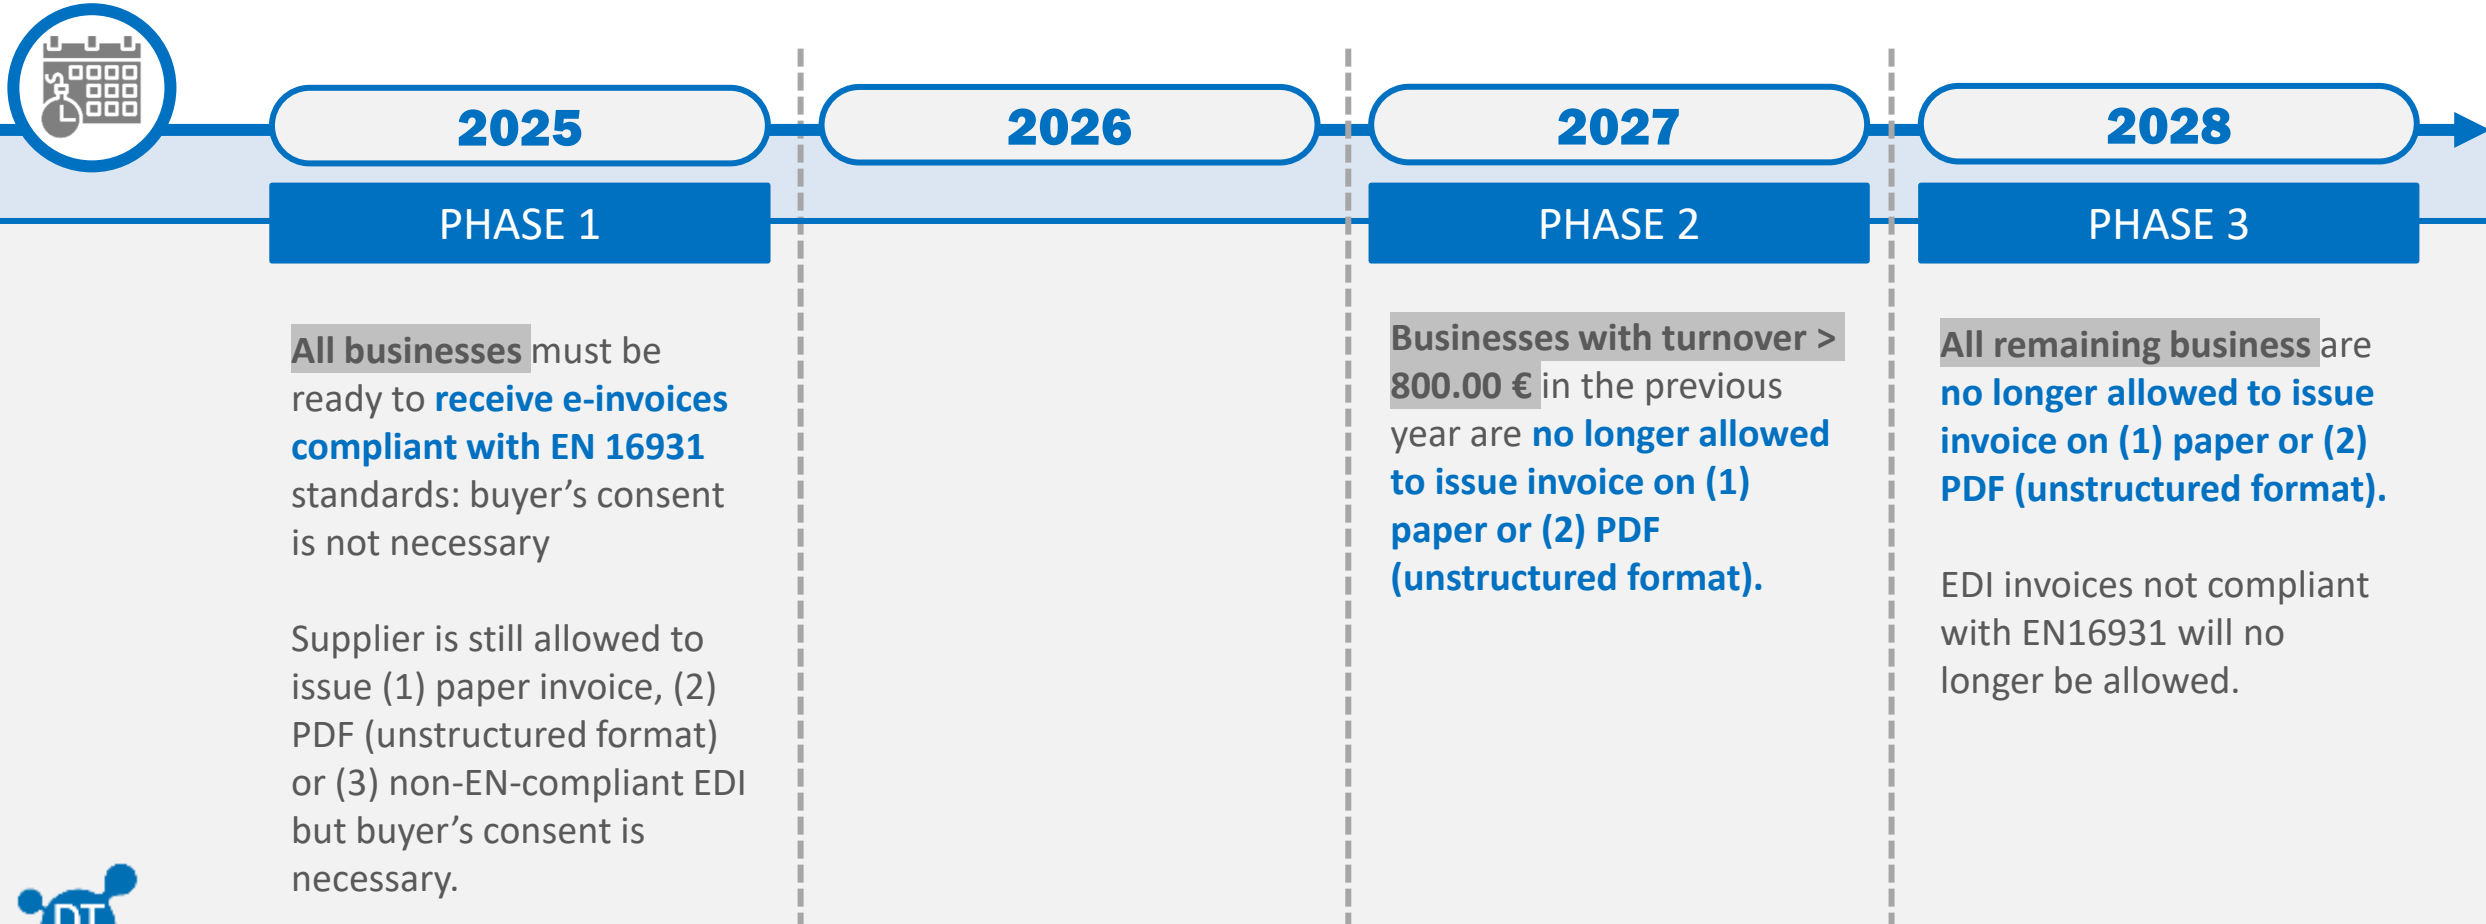 2025
2026
2027
2028
PHASE 1
PHASE 2
PHASE 3
All businesses must be
ready to receive e-invoices
compliant with EN 16931
standards: buyer’s consent
is not necessary
Supplier is still allowed to
issue (1) paper invoice, (2)
PDF (unstructured format)
or (3) non-EN-compliant EDI
but buyer’s consent is
necessary.
Businesses with turnover >
800.00 € in the previous
year are no longer allowed
to issue invoice on (1)
paper or (2) PDF
(unstructured format).
All remaining business are
no longer allowed to issue
invoice on (1) paper or (2)
PDF (unstructured format).
EDI invoices not compliant
with EN16931 will no
longer be allowed.
DT